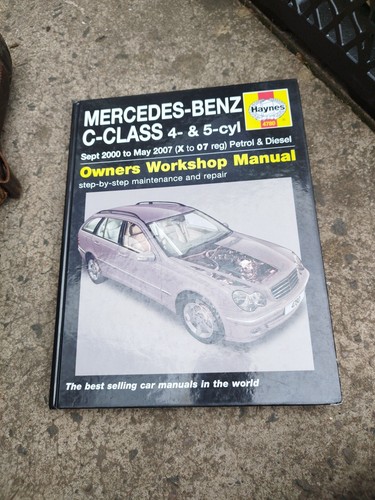 MERCEDES-BENZ
C-CLASS 4- & 5-cyl
Haynes
4780
Sept 2000 to May 2007 (X to 07 reg) Petrol & Diesel
Owners Workshop Manual
step-by-step maintenance and repair
The best selling car manuals in the world